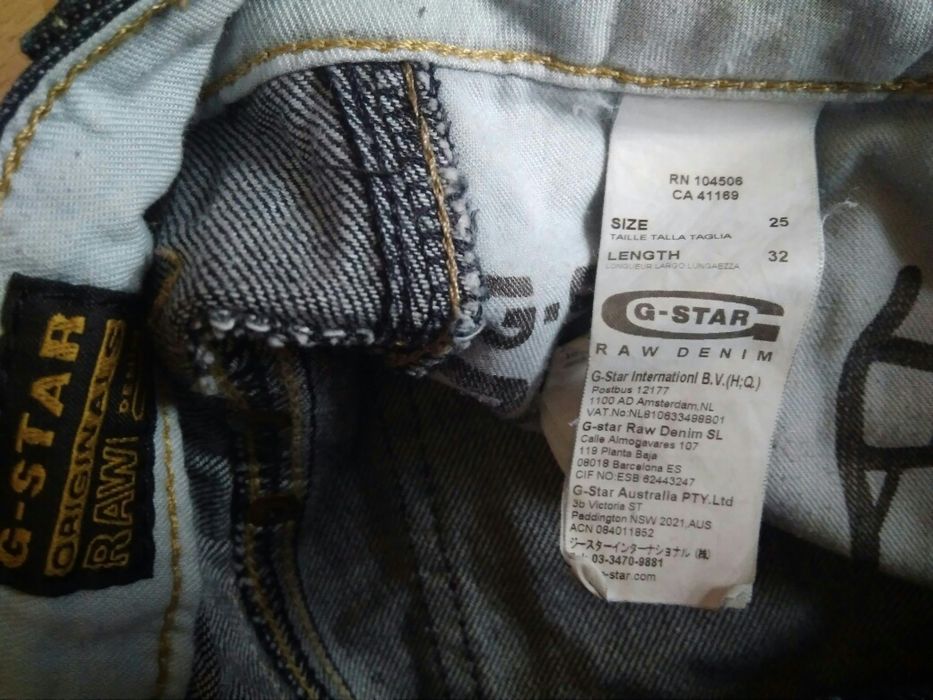 G-STAR
ORIGINALS
RAW
RN 104506
CA 41169
SIZE 25
TAILLE TALLA TAGLIA
LENGTH 32
LONGUEUR LARGO LUNGAEZZA
G-STAR
RAW DENIM
G-Star Internationl B.V.(H;Q.)
Postbus 12177
1100 AD Amsterdam,NL
VAT.No:NL810633498B01
G-star Raw Denim SL
Calle Almogavares 107
119 Planta Baja
08018 Barcelona ES
CIF NO:ESB 62443247
G-Star Australia PTY.Ltd
3b Victoria ST
Paddington NSW 2021,AUS
ACN 084011852
ジースターインターナショナル (株)
03-3470-9881
-star.com